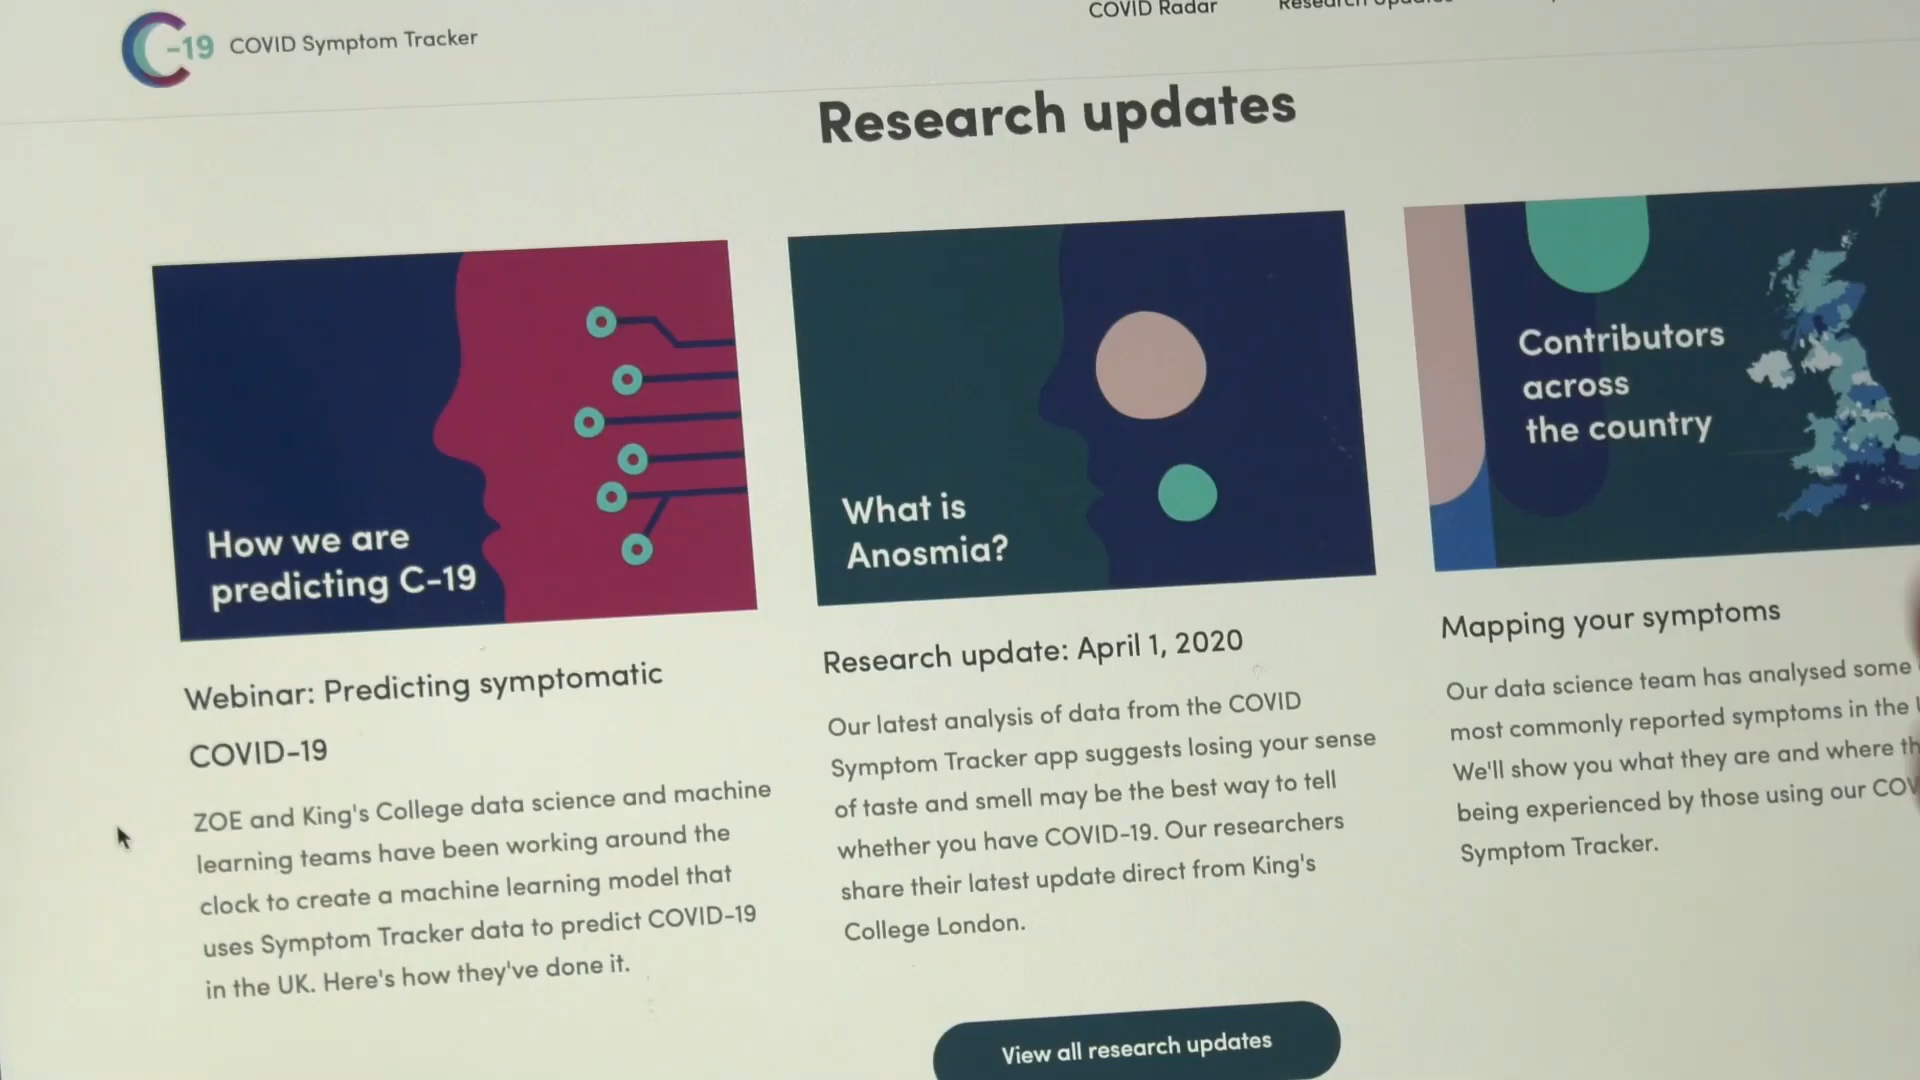 -19 COVID Symptom Tracker
COVID Radar
Research updates
Research updates
How we are
predicting C-19
What is
Anosmia?
Contributors
across
the country
Webinar: Predicting symptomatic
COVID-19
ZOE and King's College data science and machine
learning teams have been working around the
clock to create a machine learning model that
uses Symptom Tracker data to predict COVID-19
in the UK. Here's how they've done it.
Research update: April 1, 2020
Our latest analysis of data from the COVID
Symptom Tracker app suggests losing your sense
of taste and smell may be the best way to tell
whether you have COVID-19. Our researchers
share their latest update direct from King's
College London.
Mapping your symptoms
Our data science team has analysed some
most commonly reported symptoms in the
We'll show you what they are and where
being experienced by those using our
Symptom Tracker.
View all research updates